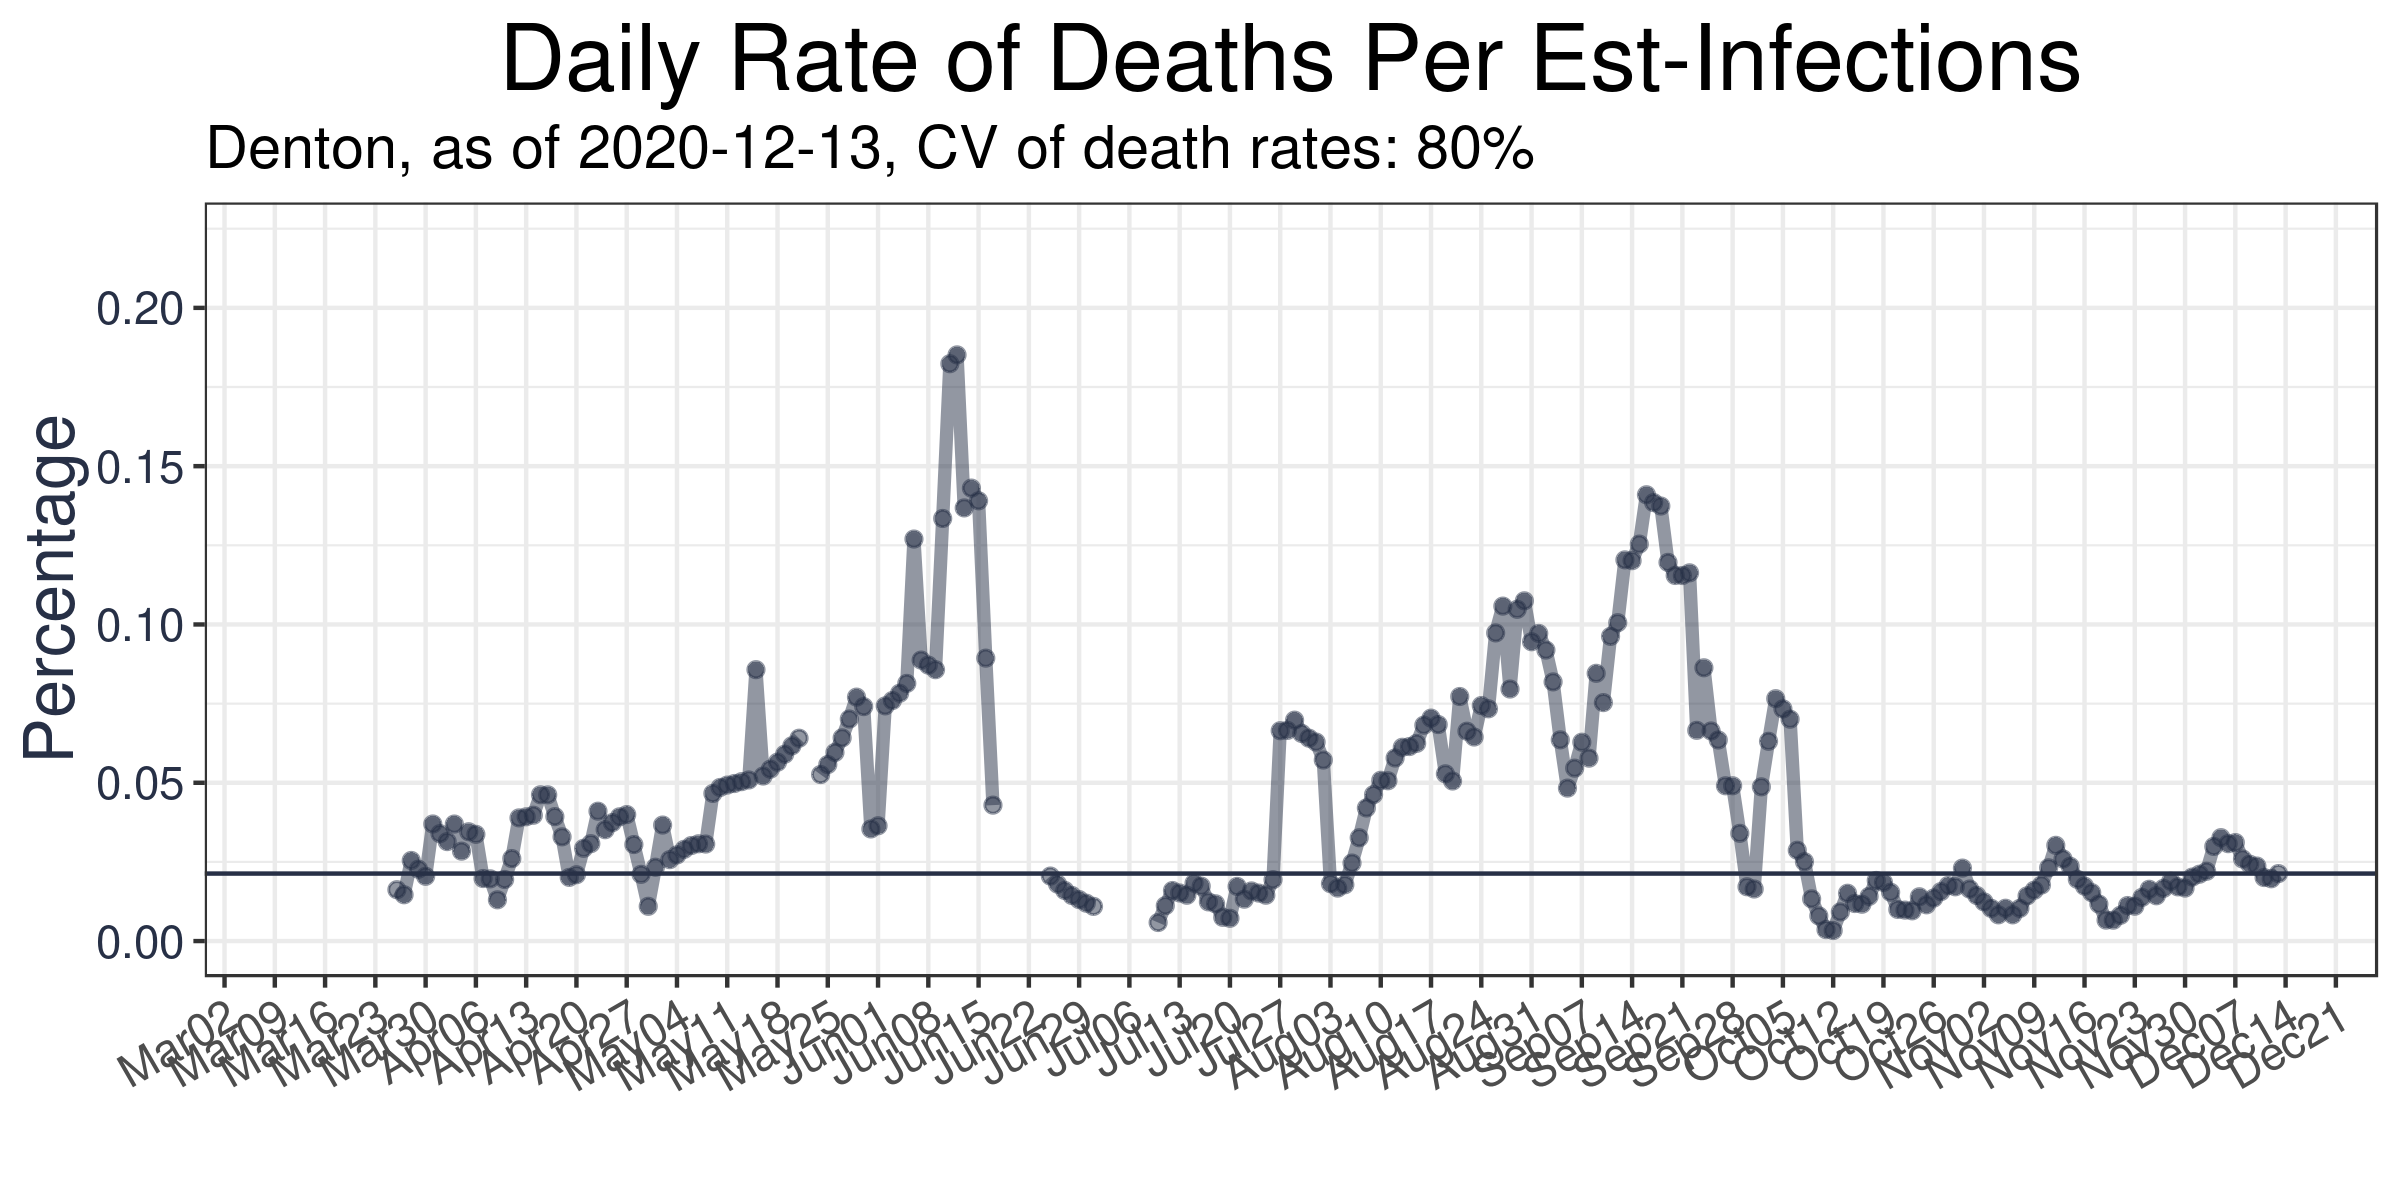 Daily Rate of Deaths Per Est-Infections
Denton, as of 2020-12-13, CV of death rates: 80%
Percentage
0.20
0.15
0.10
0.05
0.00
Mar02
Mar09
Mar16
Mar23
Mar30
Apr06
Apr13
Apr20
Apr27
May04
May11
May18
May25
Jun01
Jun08
Jun15
Jun22
Jun29
Jul06
Jul13
Jul20
Jul27
Aug03
Aug10
Aug17
Aug24
Aug31
Sep07
Sep14
Sep21
Sep28
Oct05
Oct12
Oct19
Oct26
Nov02
Nov09
Nov16
Nov23
Nov30
Dec07
Dec14
Dec21